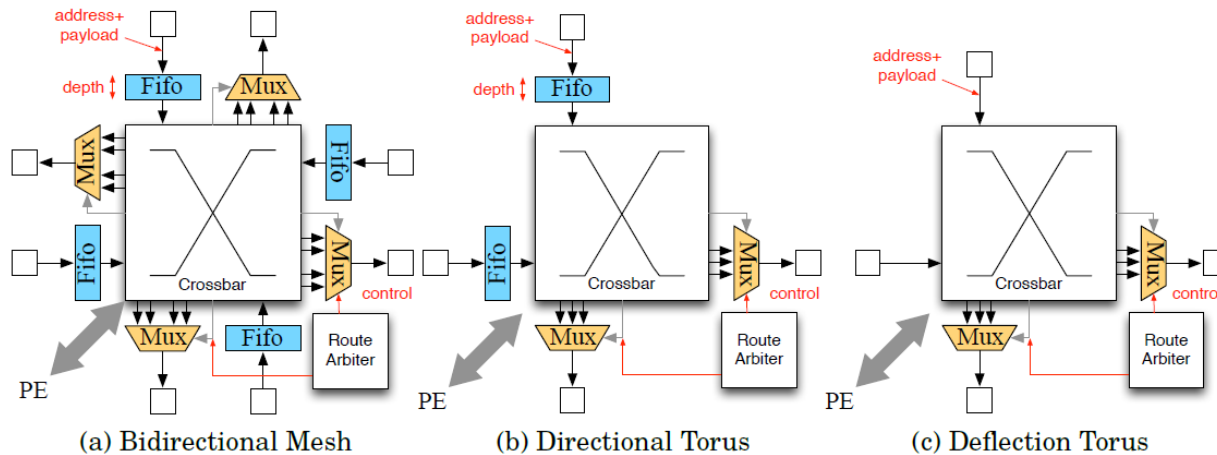 address+
payload
depth
Fifo
Mux
Mux
Fifo
Fifo
Mux
Crossbar
control
Mux
Fifo
Route
Arbiter
PE
(a) Bidirectional Mesh
address+
payload
depth
Fifo
Fifo
Mux
Crossbar
control
Mux
Route
Arbiter
PE
(b) Directional Torus
address+
payload
Mux
Crossbar
control
Mux
Route
Arbiter
PE
(c) Deflection Torus